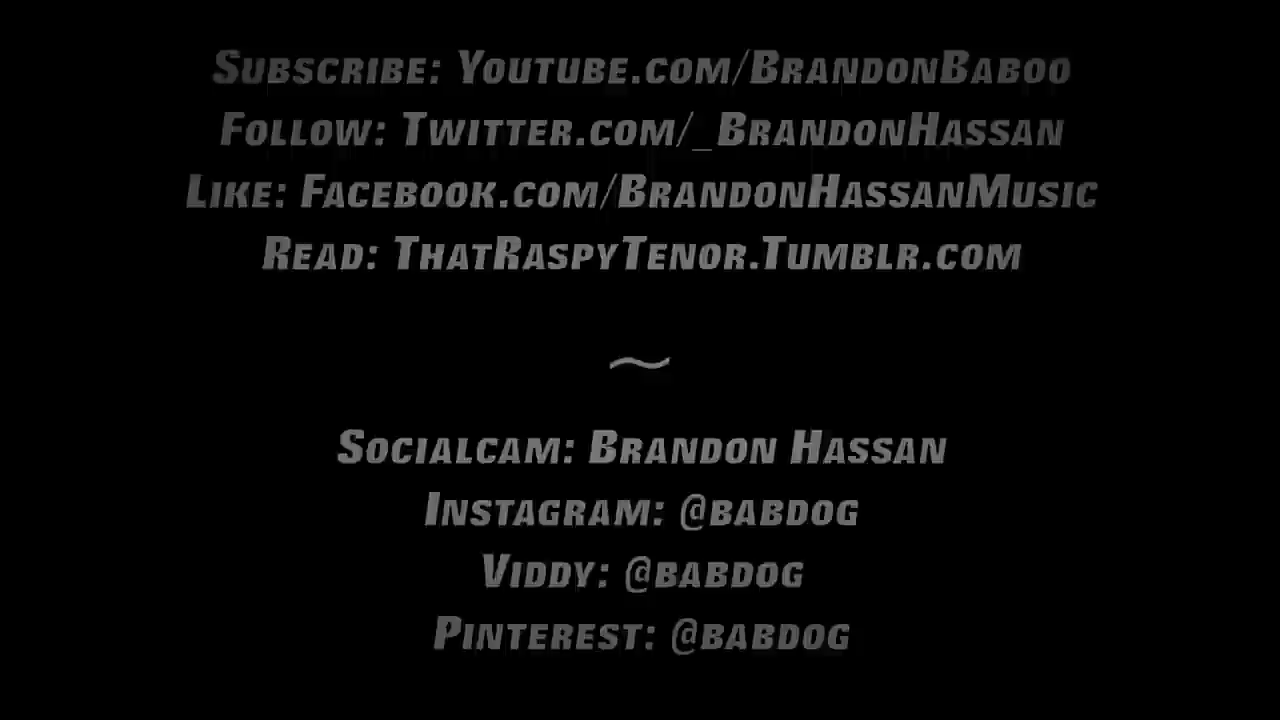 Subscribe: Youtube.com/BrandonBaboo
Follow: Twitter.com/_BrandonHassan
Like: Facebook.com/BrandonHassanMusic
Read: ThatRaspyTenor.Tumblr.com
~
Socialcam: Brandon Hassan
Instagram: @babdog
Viddy: @babdog
Pinterest: @babdog